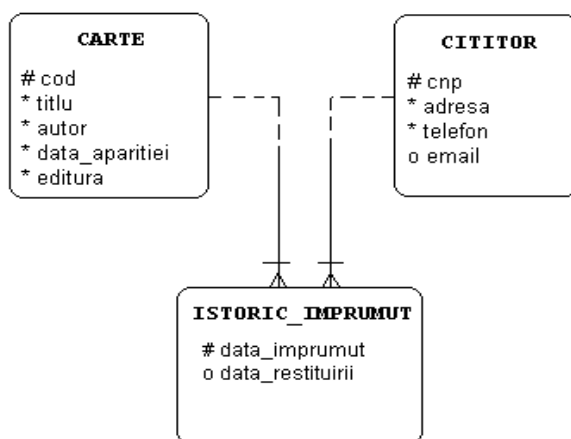 CARTE
# cod
* titlu
* autor
* data_aparitiei
* editura
CITITOR
# cnp
* adresa
* telefon
o email
ISTORIC_IMPRUMUT
# data_imprumut
o data_restituirii